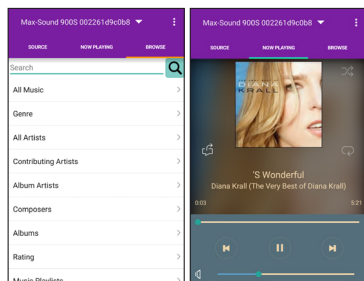 Max-Sound 900S 002261d9c0b8
SOURCE
NOW PLAYING
BROWSE
Search
All Music
Genre
All Artists
Contributing Artists
Album Artists
Composers
Albums
Rating
Music Playlists
Max-Sound 900S 002261d9c0b8
SOURCE
NOW PLAYING
BROWSE
DIANA
KRALL
'S Wonderful
Diana Krall (The Very Best of Diana Krall)
0:03
5:21